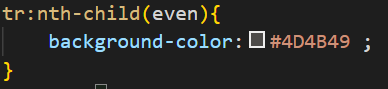 tr:nth-child(even){
background-color: #4D4B49 ;
}